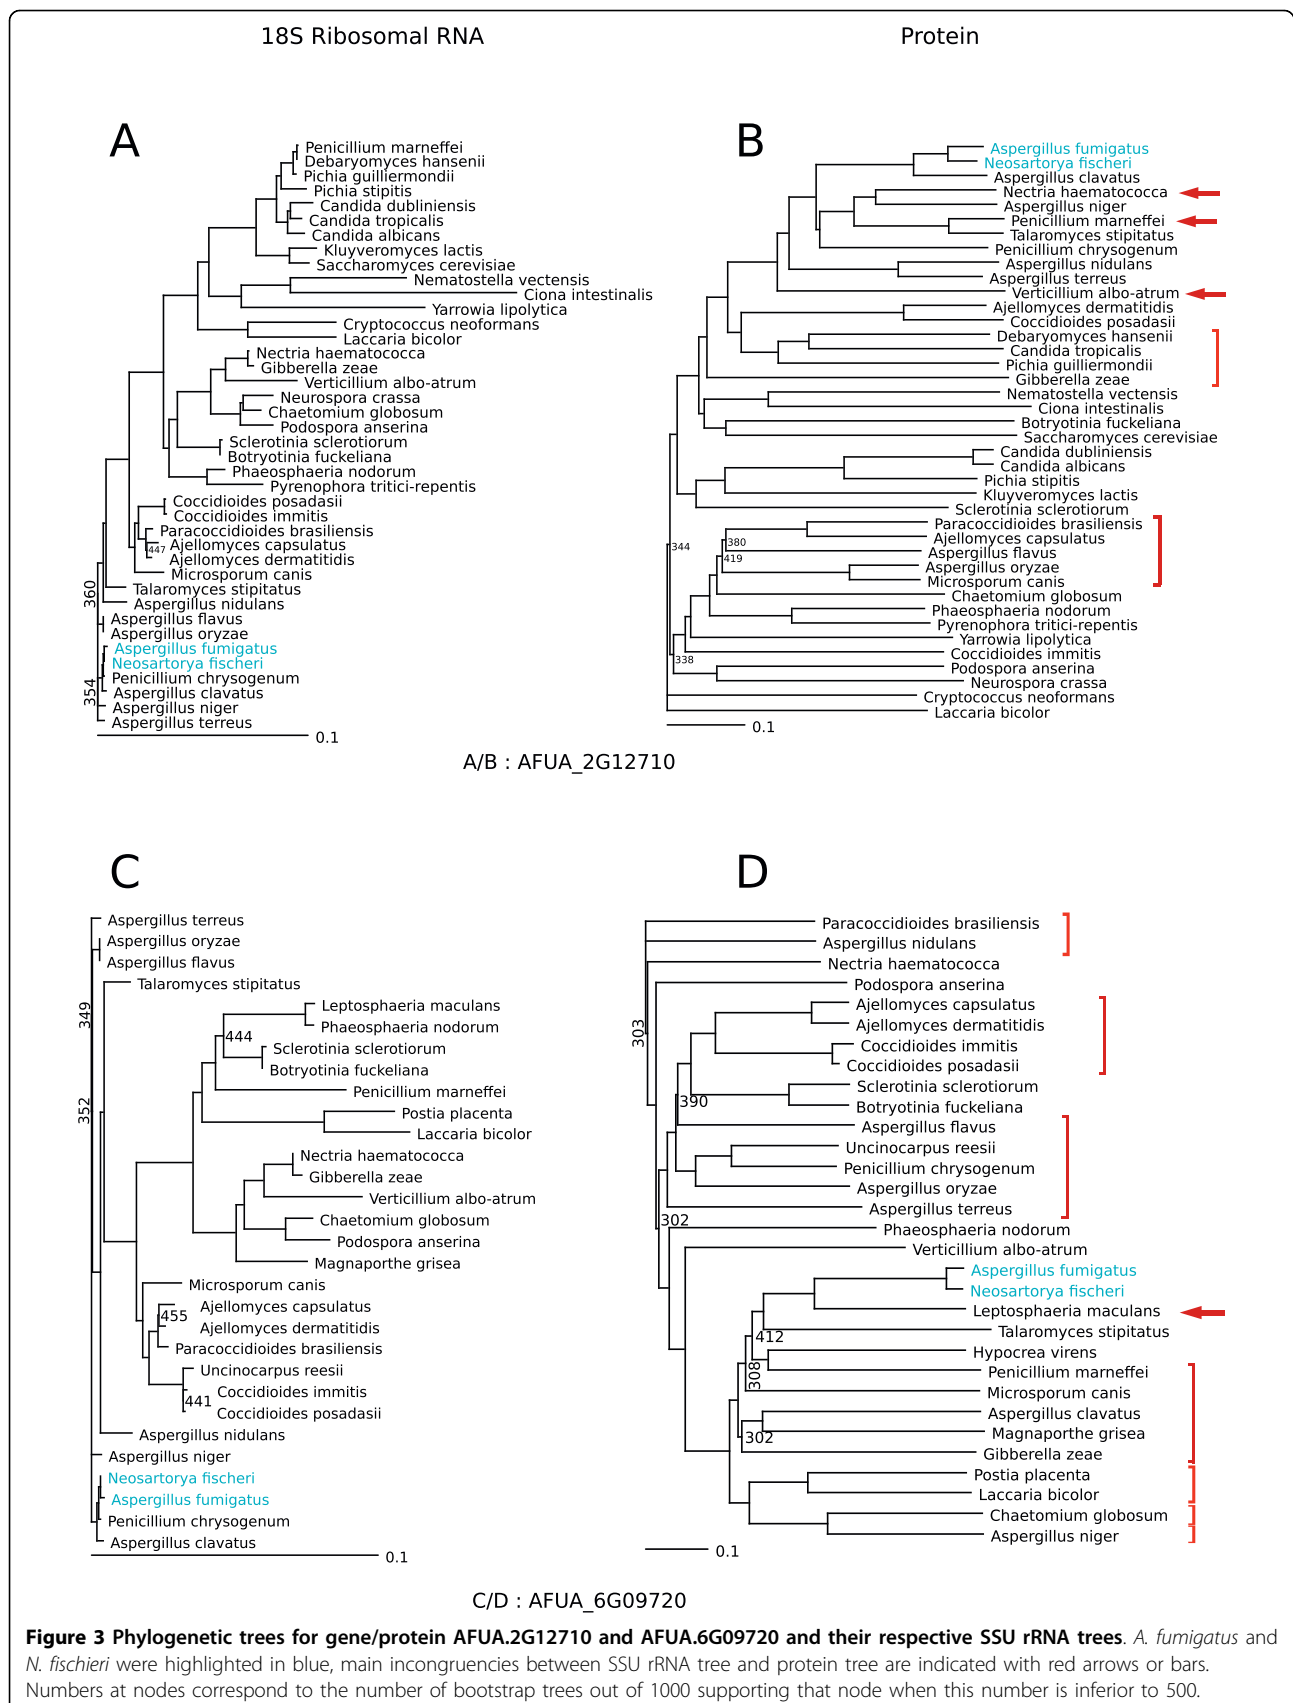 18S Ribosomal RNA
Protein
A
Penicillium marneffei
Debaryomyces hansenii
Pichia guilliermondii
Pichia stipitis
Candida dubliniensis
Candida tropicalis
Candida albicans
Kluyveromyces lactis
Saccharomyces cerevisiae
Nematostella vectensis
Ciona intestinalis
Yarrowia lipolytica
Cryptococcus neoformans
Laccaria bicolor
Nectria haematococca
Gibberella zeae
Verticillium albo-atrum
Neurospora crassa
Chaetomium globosum
Podospora anserina
Sclerotinia sclerotiorum
Botryotinia fuckeliana
Phaeosphaeria nodorum
Pyrenophora tritici-repentis
Coccidioides posadasii
Coccidioides immitis
Paracoccidioides brasiliensis
447
Ajellomyces capsulatus
Ajellomyces dermatitidis
Microsporum canis
Talaromyces stipitatus
360
Aspergillus nidulans
Aspergillus flavus
Aspergillus oryzae
Aspergillus fumigatus
Neosartorya fischeri
Penicillium chrysogenum
354
Aspergillus clavatus
Aspergillus niger
Aspergillus terreus
0.1
B
Aspergillus fumigatus
Neosartorya fischeri
Aspergillus clavatus
Nectria haematococca
Aspergillus niger
Penicillium marneffei
Talaromyces stipitatus
Penicillium chrysogenum
Aspergillus nidulans
Aspergillus terreus
Verticillium albo-atrum
Ajellomyces dermatitidis
Coccidioides posadasii
Debaryomyces hansenii
Candida tropicalis
Pichia guilliermondii
Gibberella zeae
Nematostella vectensis
Ciona intestinalis
Botryotinia fuckeliana
Saccharomyces cerevisiae
Candida dubliniensis
Candida albicans
Pichia stipitis
Kluyveromyces lactis
Sclerotinia sclerotiorum
Paracoccidioides brasiliensis
Ajellomyces capsulatus
344
380
Aspergillus flavus
419
Aspergillus oryzae
Microsporum canis
Chaetomium globosum
Phaeosphaeria nodorum
Pyrenophora tritici-repentis
Yarrowia lipolytica
Coccidioides immitis
338
Podospora anserina
Neurospora crassa
Cryptococcus neoformans
Laccaria bicolor
0.1
A/B : AFUA_2G12710
C
Aspergillus terreus
Aspergillus oryzae
Aspergillus flavus
Talaromyces stipitatus
Leptosphaeria maculans
349
Phaeosphaeria nodorum
444
Sclerotinia sclerotiorum
Botryotinia fuckeliana
Penicillium marneffei
352
Postia placenta
Laccaria bicolor
Nectria haematococca
Gibberella zeae
Verticillium albo-atrum
Chaetomium globosum
Podospora anserina
Magnaporthe grisea
Microsporum canis
Ajellomyces capsulatus
455
Ajellomyces dermatitidis
Paracoccidioides brasiliensis
Uncinocarpus reesii
Coccidioides immitis
441
Coccidioides posadasii
Aspergillus nidulans
Aspergillus niger
Neosartorya fischeri
Aspergillus fumigatus
Penicillium chrysogenum
Aspergillus clavatus
0.1
D
Paracoccidioides brasiliensis
Aspergillus nidulans
Nectria haematococca
Podospora anserina
Ajellomyces capsulatus
Ajellomyces dermatitidis
303
Coccidioides immitis
Coccidioides posadasii
Sclerotinia sclerotiorum
390
Botryotinia fuckeliana
Aspergillus flavus
Uncinocarpus reesii
Penicillium chrysogenum
Aspergillus oryzae
Aspergillus terreus
302
Phaeosphaeria nodorum
Verticillium albo-atrum
Aspergillus fumigatus
Neosartorya fischeri
Leptosphaeria maculans
Talaromyces stipitatus
412
Hypocrea virens
Penicillium marneffei
308
Microsporum canis
Aspergillus clavatus
Magnaporthe grisea
302
Gibberella zeae
Postia placenta
Laccaria bicolor
Chaetomium globosum
Aspergillus niger
0.1
C/D : AFUA_6G09720
Figure 3 Phylogenetic trees for gene/protein AFUA.2G12710 and AFUA.6G09720 and their respective SSU rRNA trees. A. fumigatus and
N. fischieri were highlighted in blue, main incongruencies between SSU rRNA tree and protein tree are indicated with red arrows or bars.
Numbers at nodes correspond to the number of bootstrap trees out of 1000 supporting that node when this number is inferior to 500.